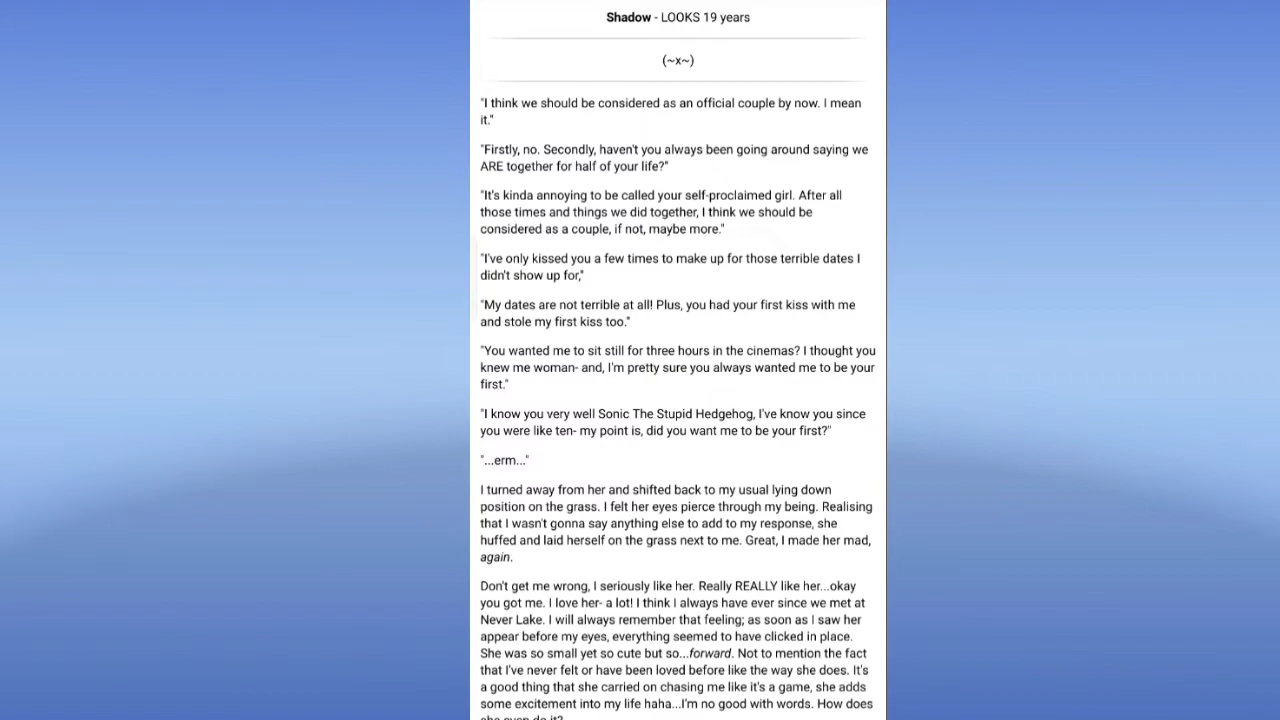 Shadow - LOOKS 19 years
(~x~)
"I think we should be considered as an official couple by now. I mean
it."
"Firstly, no. Secondly, haven't you always been going around saying we
ARE together for half of your life?"
"It's kinda annoying to be called your self-proclaimed girl. After all
those times and things we did together, I think we should be
considered as a couple, if not, maybe more."
"I've only kissed you a few times to make up for those terrible dates I
didn't show up for,"
"My dates are not terrible at all! Plus, you had your first kiss with me
and stole my first kiss too."
"You wanted me to sit still for three hours in the cinemas? I thought you
knew me woman- and, I'm pretty sure you always wanted me to be your
first."
"I know you very well Sonic The Stupid Hedgehog, I've know you since
you were like ten- my point is, did you want me to be your first?"
"...erm..."
I turned away from her and shifted back to my usual lying down
position on the grass. I felt her eyes pierce through my being. Realising
that I wasn't gonna say anything else to add to my response, she
huffed and laid herself on the grass next to me. Great, I made her mad,
again.
Don't get me wrong, I seriously like her. Really REALLY like her...okay
you got me. I love her- a lot! I think I always have ever since we met at
Never Lake. I will always remember that feeling; as soon as I saw her
appear before my eyes, everything seemed to have clicked in place.
She was so small yet so cute but so...forward. Not to mention the fact
that I've never felt or have been loved before like the way she does. It's
a good thing that she carried on chasing me like it's a game, she adds
some excitement into my life haha...I'm no good with words. How does
she even do it?